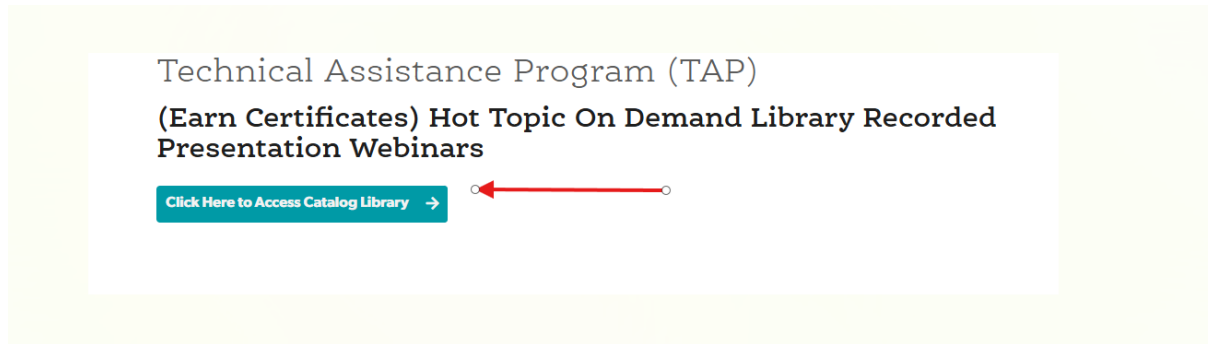 Technical Assistance Program (TAP)
(Earn Certificates) Hot Topic On Demand Library Recorded
Presentation Webinars
Click Here to Access Catalog Library →